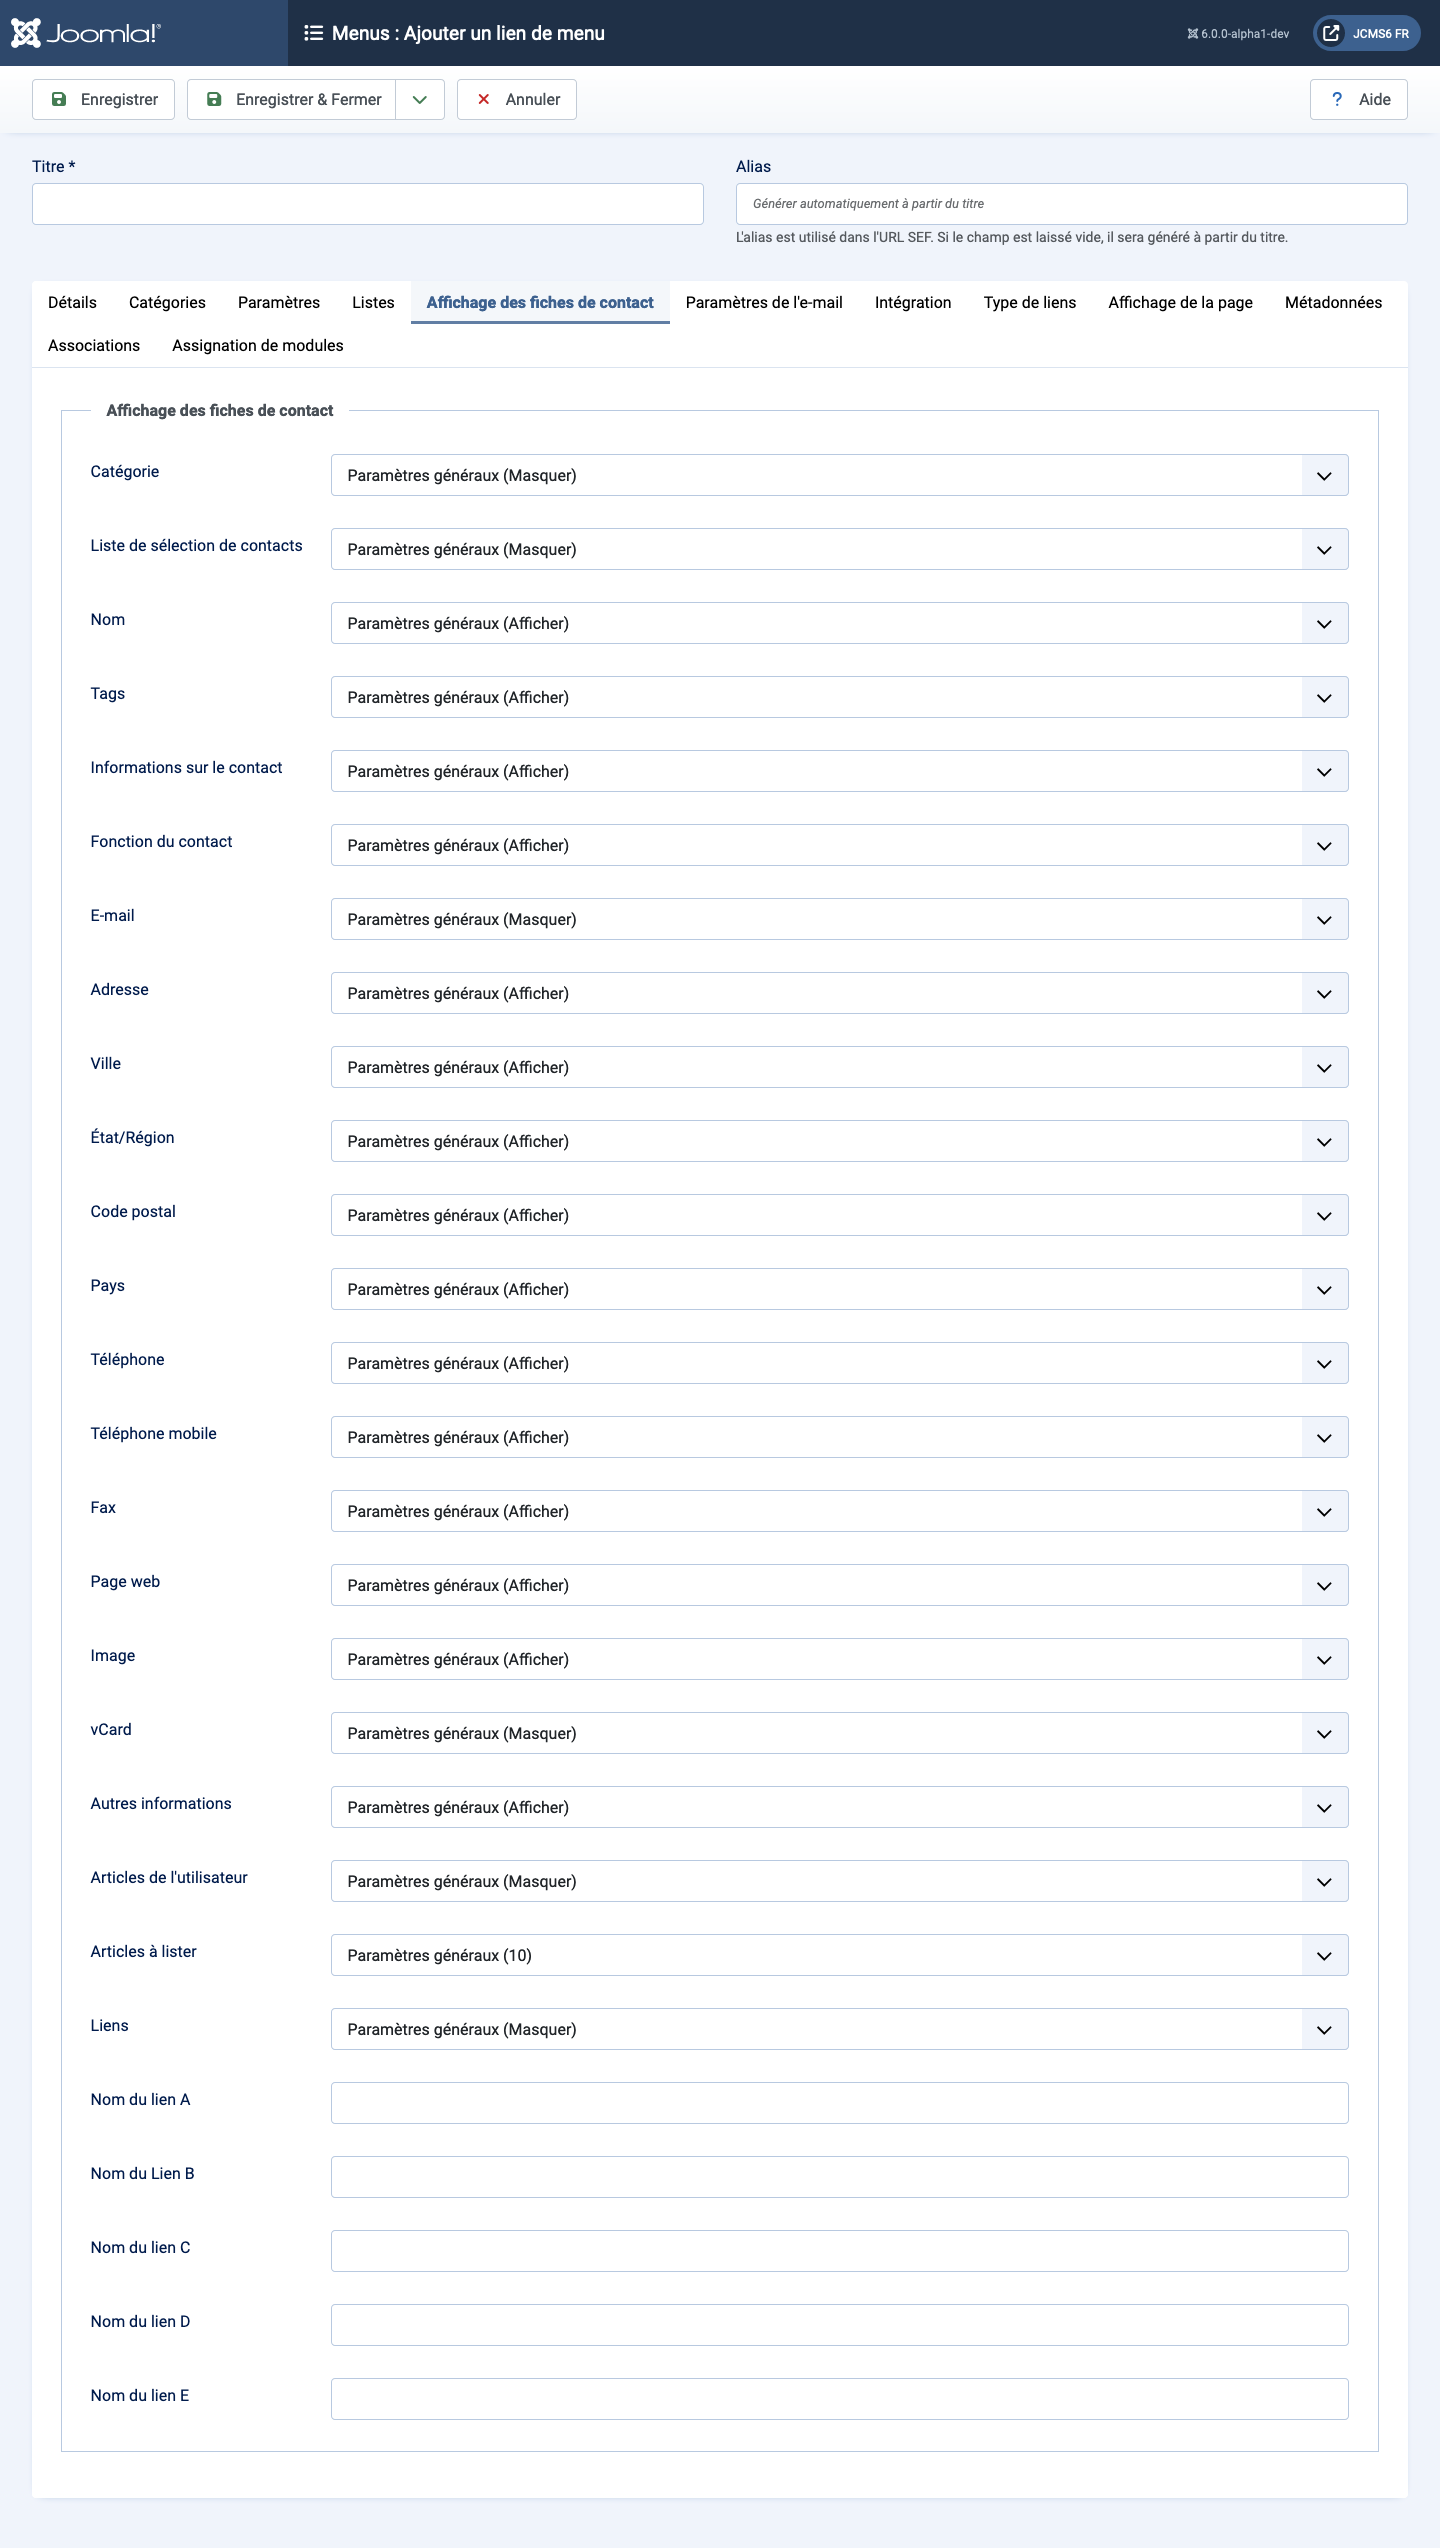 Joomla!®
Menus : Ajouter un lien de menu
6.0.0-alpha1-dev
JCMS6 FR
Enregistrer
Enregistrer & Fermer
Annuler
? Aide
Titre *
Alias
Générer automatiquement à partir du titre
L'alias est utilisé dans l'URL SEF. Si le champ est laissé vide, il sera généré à partir du titre.
Détails Catégories Paramètres Listes Affichage des fiches de contact Paramètres de l'e-mail Intégration Type de liens Affichage de la page Métadonnées
Associations Assignation de modules
Affichage des fiches de contact
Catégorie Paramètres généraux (Masquer)
Liste de sélection de contacts Paramètres généraux (Masquer)
Nom Paramètres généraux (Afficher)
Tags Paramètres généraux (Afficher)
Informations sur le contact Paramètres généraux (Afficher)
Fonction du contact Paramètres généraux (Afficher)
E-mail Paramètres généraux (Masquer)
Adresse Paramètres généraux (Afficher)
Ville Paramètres généraux (Afficher)
État/Région Paramètres généraux (Afficher)
Code postal Paramètres généraux (Afficher)
Pays Paramètres généraux (Afficher)
Téléphone Paramètres généraux (Afficher)
Téléphone mobile Paramètres généraux (Afficher)
Fax Paramètres généraux (Afficher)
Page web Paramètres généraux (Afficher)
Image Paramètres généraux (Afficher)
vCard Paramètres généraux (Masquer)
Autres informations Paramètres généraux (Afficher)
Articles de l'utilisateur Paramètres généraux (Masquer)
Articles à lister Paramètres généraux (10)
Liens Paramètres généraux (Masquer)
Nom du lien A
Nom du Lien B
Nom du lien C
Nom du lien D
Nom du lien E